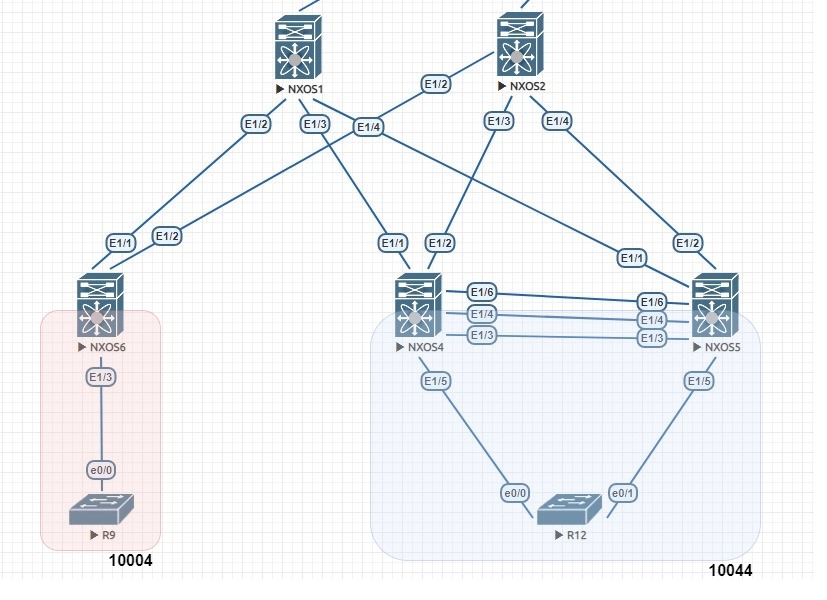 NXOS1
NXOS2
E1/2
E1/2
E1/3
E1/4
E1/3
E1/4
E1/1
E1/2
E1/1
E1/2
E1/1
E1/2
E1/6
E1/6
E1/4
E1/4
E1/3
E1/3
NXOS6
NXOS4
NXOS5
E1/3
E1/5
E1/5
e0/0
e0/0
e0/1
R9
R12
10004
10044